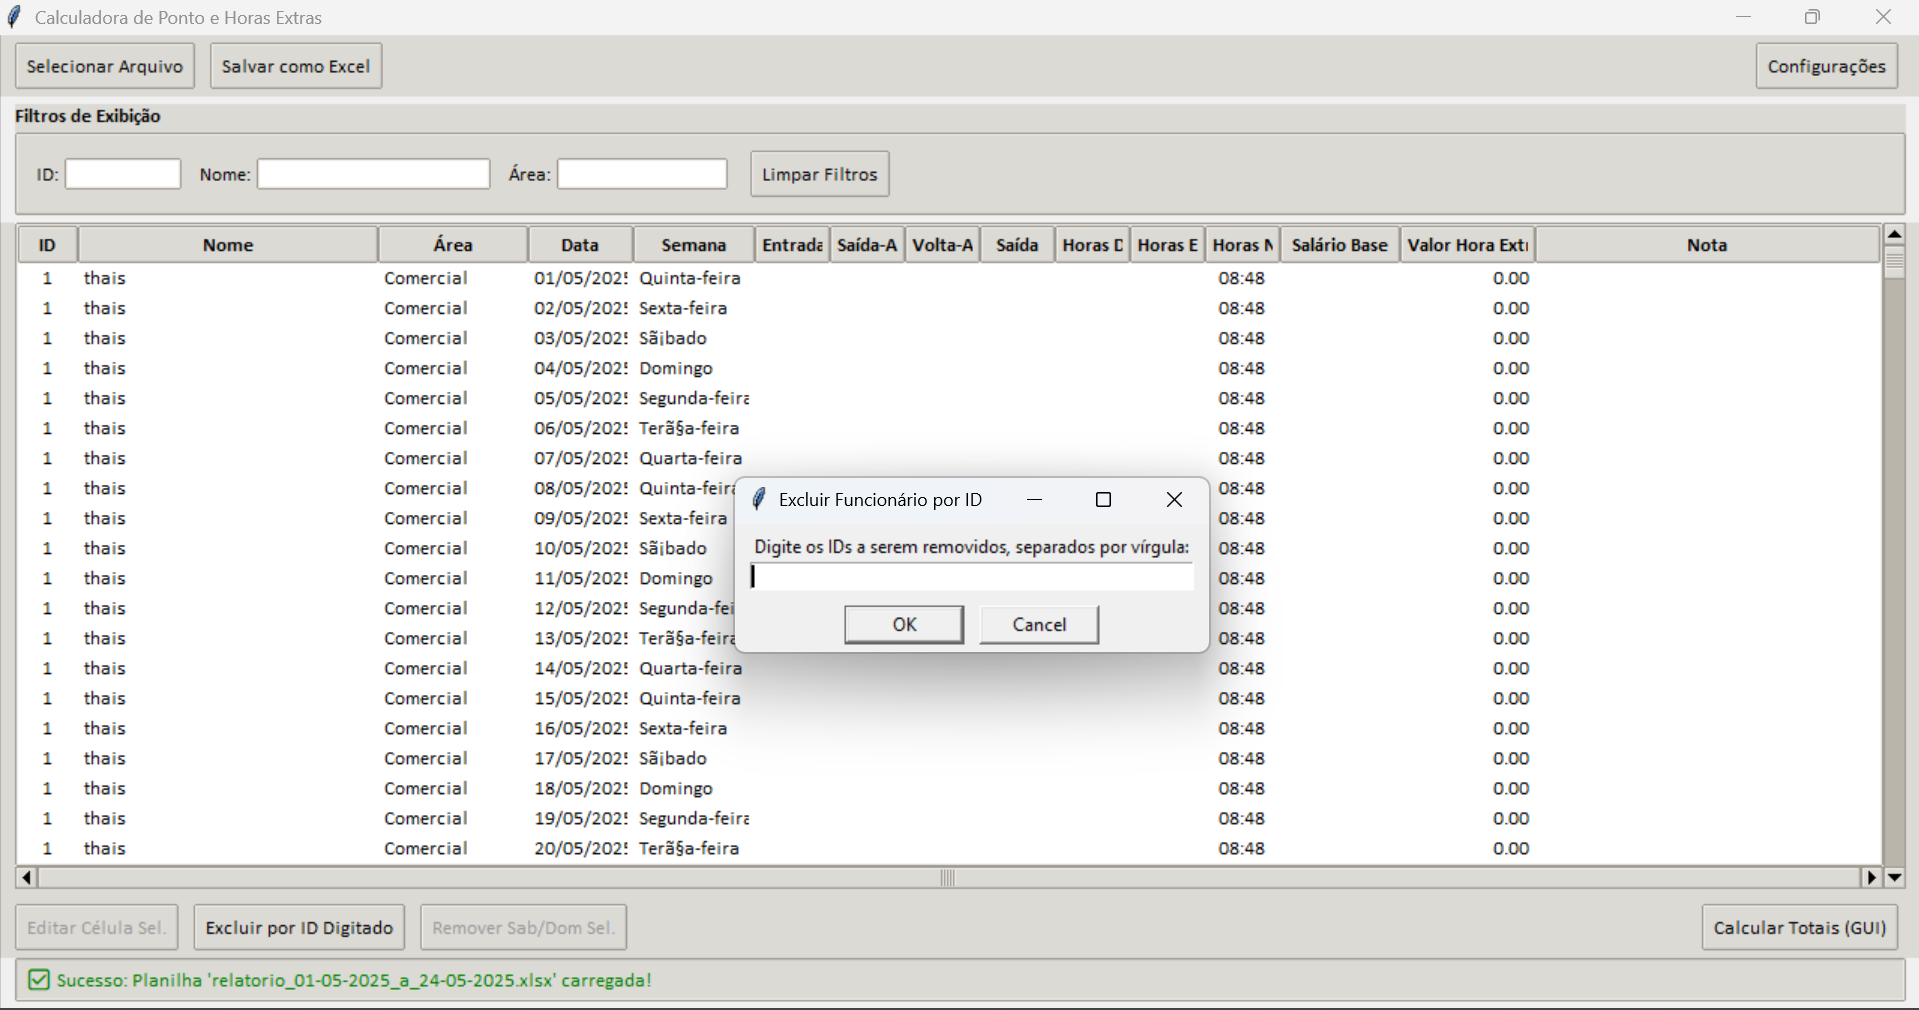 Calculadora de Ponto e Horas Extras
Selecionar Arquivo Salvar como Excel Configurações
Filtros de Exibição
ID: Nome: Área: Limpar Filtros
ID Nome Área Data Semana Entrada Saída-A Volta-A Saída Horas D Horas E Horas N Salário Base Valor Hora Ext Nota
1 thais Comercial 01/05/202 Quinta-feira 08:48 0.00
1 thais Comercial 02/05/202 Sexta-feira 08:48 0.00
1 thais Comercial 03/05/202 Sã¡bado 08:48 0.00
1 thais Comercial 04/05/202 Domingo 08:48 0.00
1 thais Comercial 05/05/202 Segunda-feira 08:48 0.00
1 thais Comercial 06/05/202 Terã§a-feira 08:48 0.00
1 thais Comercial 07/05/202 Quarta-feira 08:48 0.00
1 thais Comercial 08/05/202 Quinta-feir 08:48 0.00
1 thais Comercial 09/05/202 Sexta-feira 08:48 0.00
1 thais Comercial 10/05/202 Sã¡bado 08:48 0.00
1 thais Comercial 11/05/202 Domingo 08:48 0.00
1 thais Comercial 12/05/202 Segunda-fei 08:48 0.00
1 thais Comercial 13/05/202 Terã§a-feira 08:48 0.00
1 thais Comercial 14/05/202 Quarta-feira 08:48 0.00
1 thais Comercial 15/05/202 Quinta-feira 08:48 0.00
1 thais Comercial 16/05/202 Sexta-feira 08:48 0.00
1 thais Comercial 17/05/202 Sã¡bado 08:48 0.00
1 thais Comercial 18/05/202 Domingo 08:48 0.00
1 thais Comercial 19/05/202 Segunda-feira 08:48 0.00
1 thais Comercial 20/05/202 Terã§a-feira 08:48 0.00
Excluir Funcionário por ID
Digite os IDs a serem removidos, separados por vírgula:
OK Cancel
Editar Célula Sel. Excluir por ID Digitado Remover Sab/Dom Sel. Calcular Totais (GUI)
Sucesso: Planilha 'relatorio_01-05-2025_a_24-05-2025.xlsx' carregada!